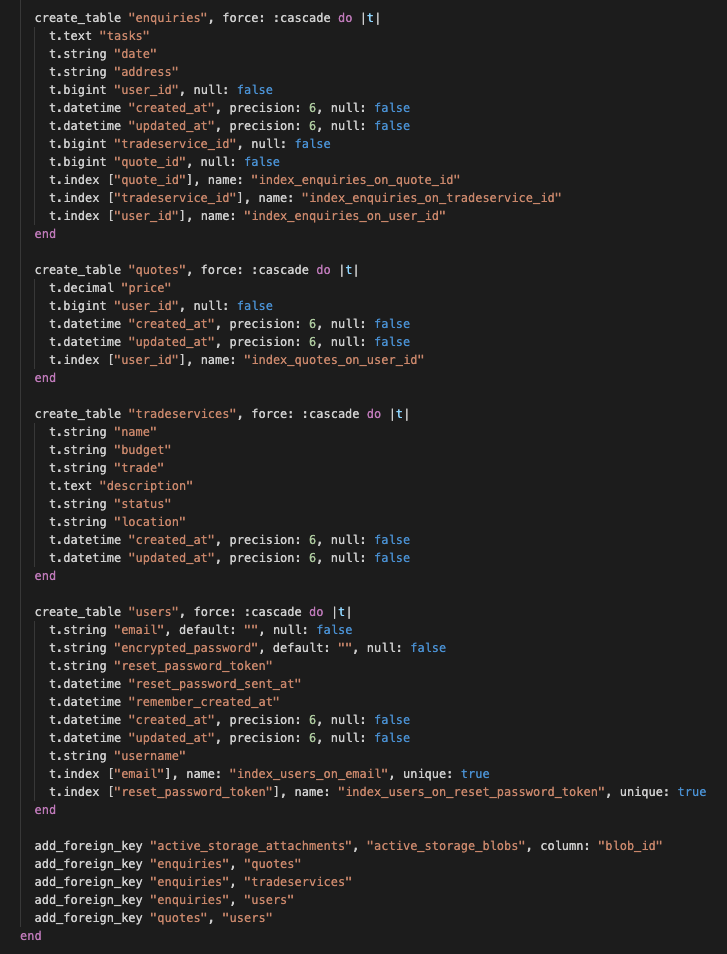 create_table "enquiries", force: :cascade do |t|
t.text "tasks"
t.string "date"
t.string "address"
t.bigint "user_id", null: false
t.datetime "created_at", precision: 6, null: false
t.datetime "updated_at", precision: 6, null: false
t.bigint "tradeservice_id", null: false
t.bigint "quote_id", null: false
t.index ["quote_id"], name: "index_enquiries_on_quote_id"
t.index ["tradeservice_id"], name: "index_enquiries_on_tradeservice_id"
t.index ["user_id"], name: "index_enquiries_on_user_id"
end
create_table "quotes", force: :cascade do |t|
t.decimal "price"
t.bigint "user_id", null: false
t.datetime "created_at", precision: 6, null: false
t.datetime "updated_at", precision: 6, null: false
t.index ["user_id"], name: "index_quotes_on_user_id"
end
create_table "tradeservices", force: :cascade do |t|
t.string "name"
t.string "budget"
t.string "trade"
t.text "description"
t.string "status"
t.string "location"
t.datetime "created_at", precision: 6, null: false
t.datetime "updated_at", precision: 6, null: false
end
create_table "users", force: :cascade do |t|
t.string "email", default: "", null: false
t.string "encrypted_password", default: "", null: false
t.string "reset_password_token"
t.datetime "reset_password_sent_at"
t.datetime "remember_created_at"
t.datetime "created_at", precision: 6, null: false
t.datetime "updated_at", precision: 6, null: false
t.string "username"
t.index ["email"], name: "index_users_on_email", unique: true
t.index ["reset_password_token"], name: "index_users_on_reset_password_token", unique: true
end
add_foreign_key "active_storage_attachments", "active_storage_blobs", column: "blob_id"
add_foreign_key "enquiries", "quotes"
add_foreign_key "enquiries", "tradeservices"
add_foreign_key "enquiries", "users"
add_foreign_key "quotes", "users"
end